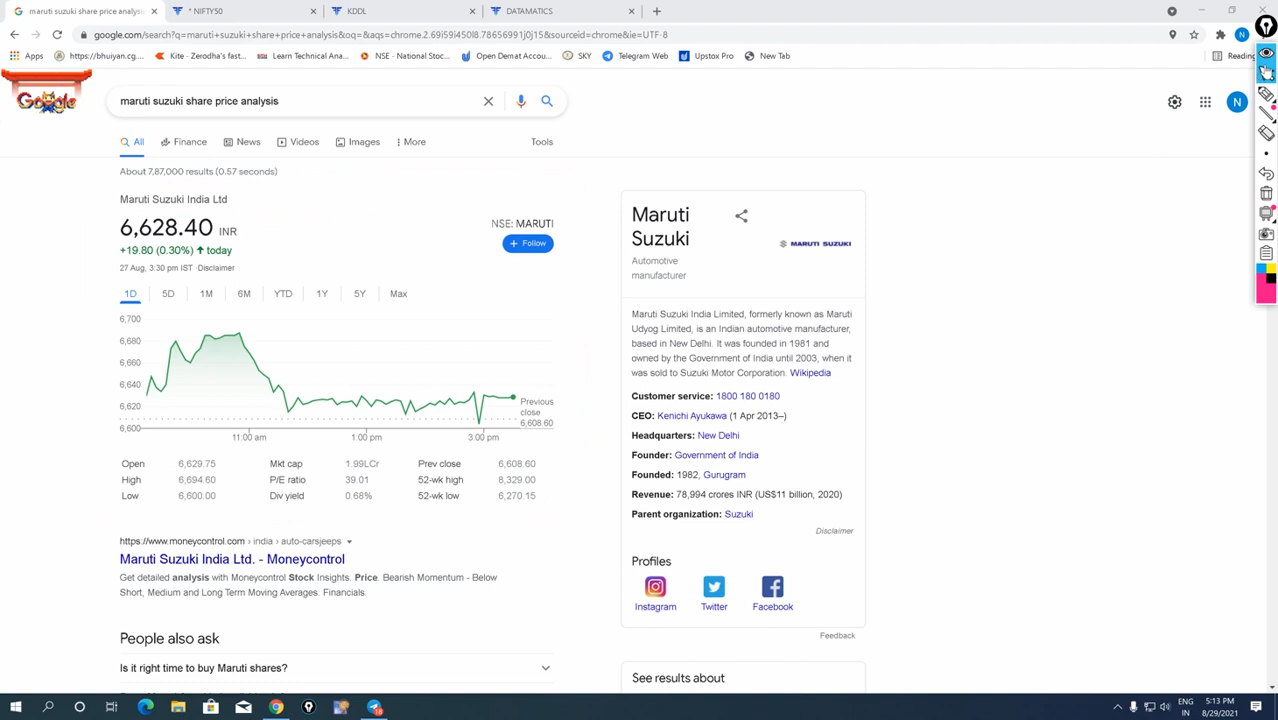 maruti suzuki share price analysis
* NIFTY50
KDDL
DATAMATICS
google.com/search?q=maruti+suzuki+share+price+analysis&oq=&aqs=chrome.2.69i59i450l8.78656991j0j15&sourceid=chrome&ie=UTF-8
Apps
https://bhuiyan.cg....
Kite - Zerodha's fast...
Learn Technical Ana...
NSE - National Stoc...
Open Demat Accou...
SKY
Telegram Web
Upstox Pro
New Tab
Reading
Google
maruti suzuki share price analysis
N
All
Finance
News
Videos
Images
More
Tools
About 7,87,000 results (0.57 seconds)
Maruti Suzuki India Ltd
6,628.40 INR
NSE: MARUTI
+19.80 (0.30%) ↑ today
+ Follow
27 Aug, 3:30 pm IST · Disclaimer
1D 5D 1M 6M YTD 1Y 5Y Max
6,700
6,680
6,660
6,640
6,620
6,600
Previous
close
6,608.60
11:00 am 1:00 pm 3:00 pm
Open 6,629.75 Mkt cap 1.99LCr Prev close 6,608.60
High 6,694.60 P/E ratio 39.01 52-wk high 8,329.00
Low 6,600.00 Div yield 0.68% 52-wk low 6,270.15
https://www.moneycontrol.com › india › auto-carsjeeps
Maruti Suzuki India Ltd. - Moneycontrol
Get detailed analysis with Moneycontrol Stock Insights. Price. Bearish Momentum - Below
Short, Medium and Long Term Moving Averages. Financials.
People also ask
Is it right time to buy Maruti shares?
Maruti
Suzuki
MARUTI SUZUKI
Automotive
manufacturer
Maruti Suzuki India Limited, formerly known as Maruti
Udyog Limited, is an Indian automotive manufacturer,
based in New Delhi. It was founded in 1981 and
owned by the Government of India until 2003, when it
was sold to Suzuki Motor Corporation. Wikipedia
Customer service: 1800 180 0180
CEO: Kenichi Ayukawa (1 Apr 2013–)
Headquarters: New Delhi
Founder: Government of India
Founded: 1982, Gurugram
Revenue: 78,994 crores INR (US$11 billion, 2020)
Parent organization: Suzuki
Disclaimer
Profiles
Instagram
Twitter
Facebook
Feedback
See results about
ENG
IN
5:13 PM
8/29/2021